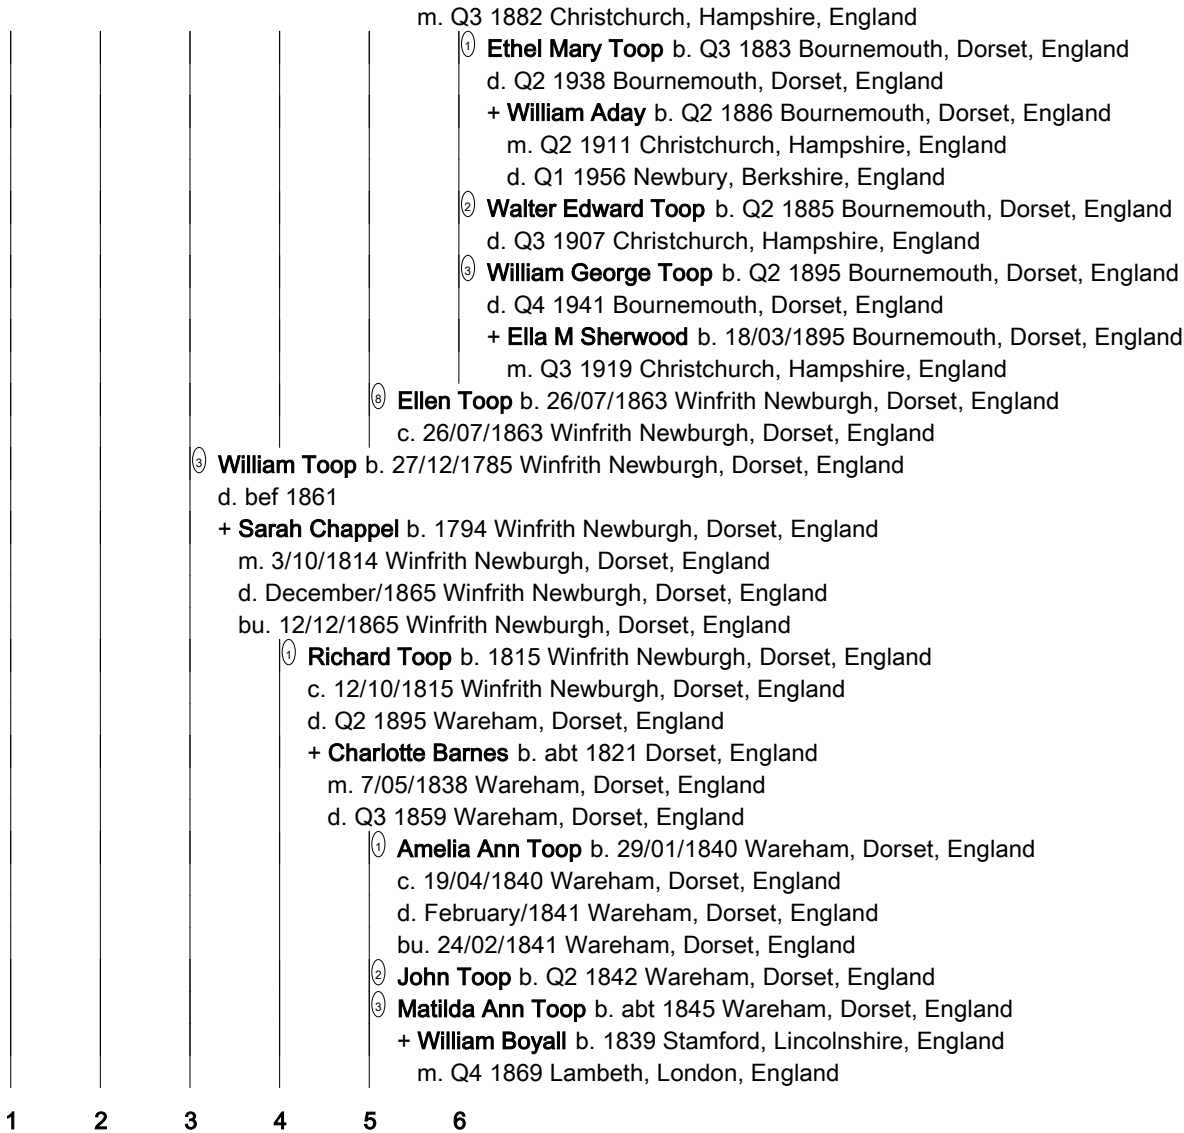 m. Q3 1882 Christchurch, Hampshire, England
1 Ethel Mary Toop b. Q3 1883 Bournemouth, Dorset, England
d. Q2 1938 Bournemouth, Dorset, England
+ William Aday b. Q2 1886 Bournemouth, Dorset, England
m. Q2 1911 Christchurch, Hampshire, England
d. Q1 1956 Newbury, Berkshire, England
2 Walter Edward Toop b. Q2 1885 Bournemouth, Dorset, England
d. Q3 1907 Christchurch, Hampshire, England
3 William George Toop b. Q2 1895 Bournemouth, Dorset, England
d. Q4 1941 Bournemouth, Dorset, England
+ Ella M Sherwood b. 18/03/1895 Bournemouth, Dorset, England
m. Q3 1919 Christchurch, Hampshire, England
8 Ellen Toop b. 26/07/1863 Winfrith Newburgh, Dorset, England
c. 26/07/1863 Winfrith Newburgh, Dorset, England
3 William Toop b. 27/12/1785 Winfrith Newburgh, Dorset, England
d. bef 1861
+ Sarah Chappel b. 1794 Winfrith Newburgh, Dorset, England
m. 3/10/1814 Winfrith Newburgh, Dorset, England
d. December/1865 Winfrith Newburgh, Dorset, England
bu. 12/12/1865 Winfrith Newburgh, Dorset, England
1 Richard Toop b. 1815 Winfrith Newburgh, Dorset, England
c. 12/10/1815 Winfrith Newburgh, Dorset, England
d. Q2 1895 Wareham, Dorset, England
+ Charlotte Barnes b. abt 1821 Dorset, England
m. 7/05/1838 Wareham, Dorset, England
d. Q3 1859 Wareham, Dorset, England
1 Amelia Ann Toop b. 29/01/1840 Wareham, Dorset, England
c. 19/04/1840 Wareham, Dorset, England
d. February/1841 Wareham, Dorset, England
bu. 24/02/1841 Wareham, Dorset, England
2 John Toop b. Q2 1842 Wareham, Dorset, England
3 Matilda Ann Toop b. abt 1845 Wareham, Dorset, England
+ William Boyall b. 1839 Stamford, Lincolnshire, England
m. Q4 1869 Lambeth, London, England
1 2 3 4 5 6